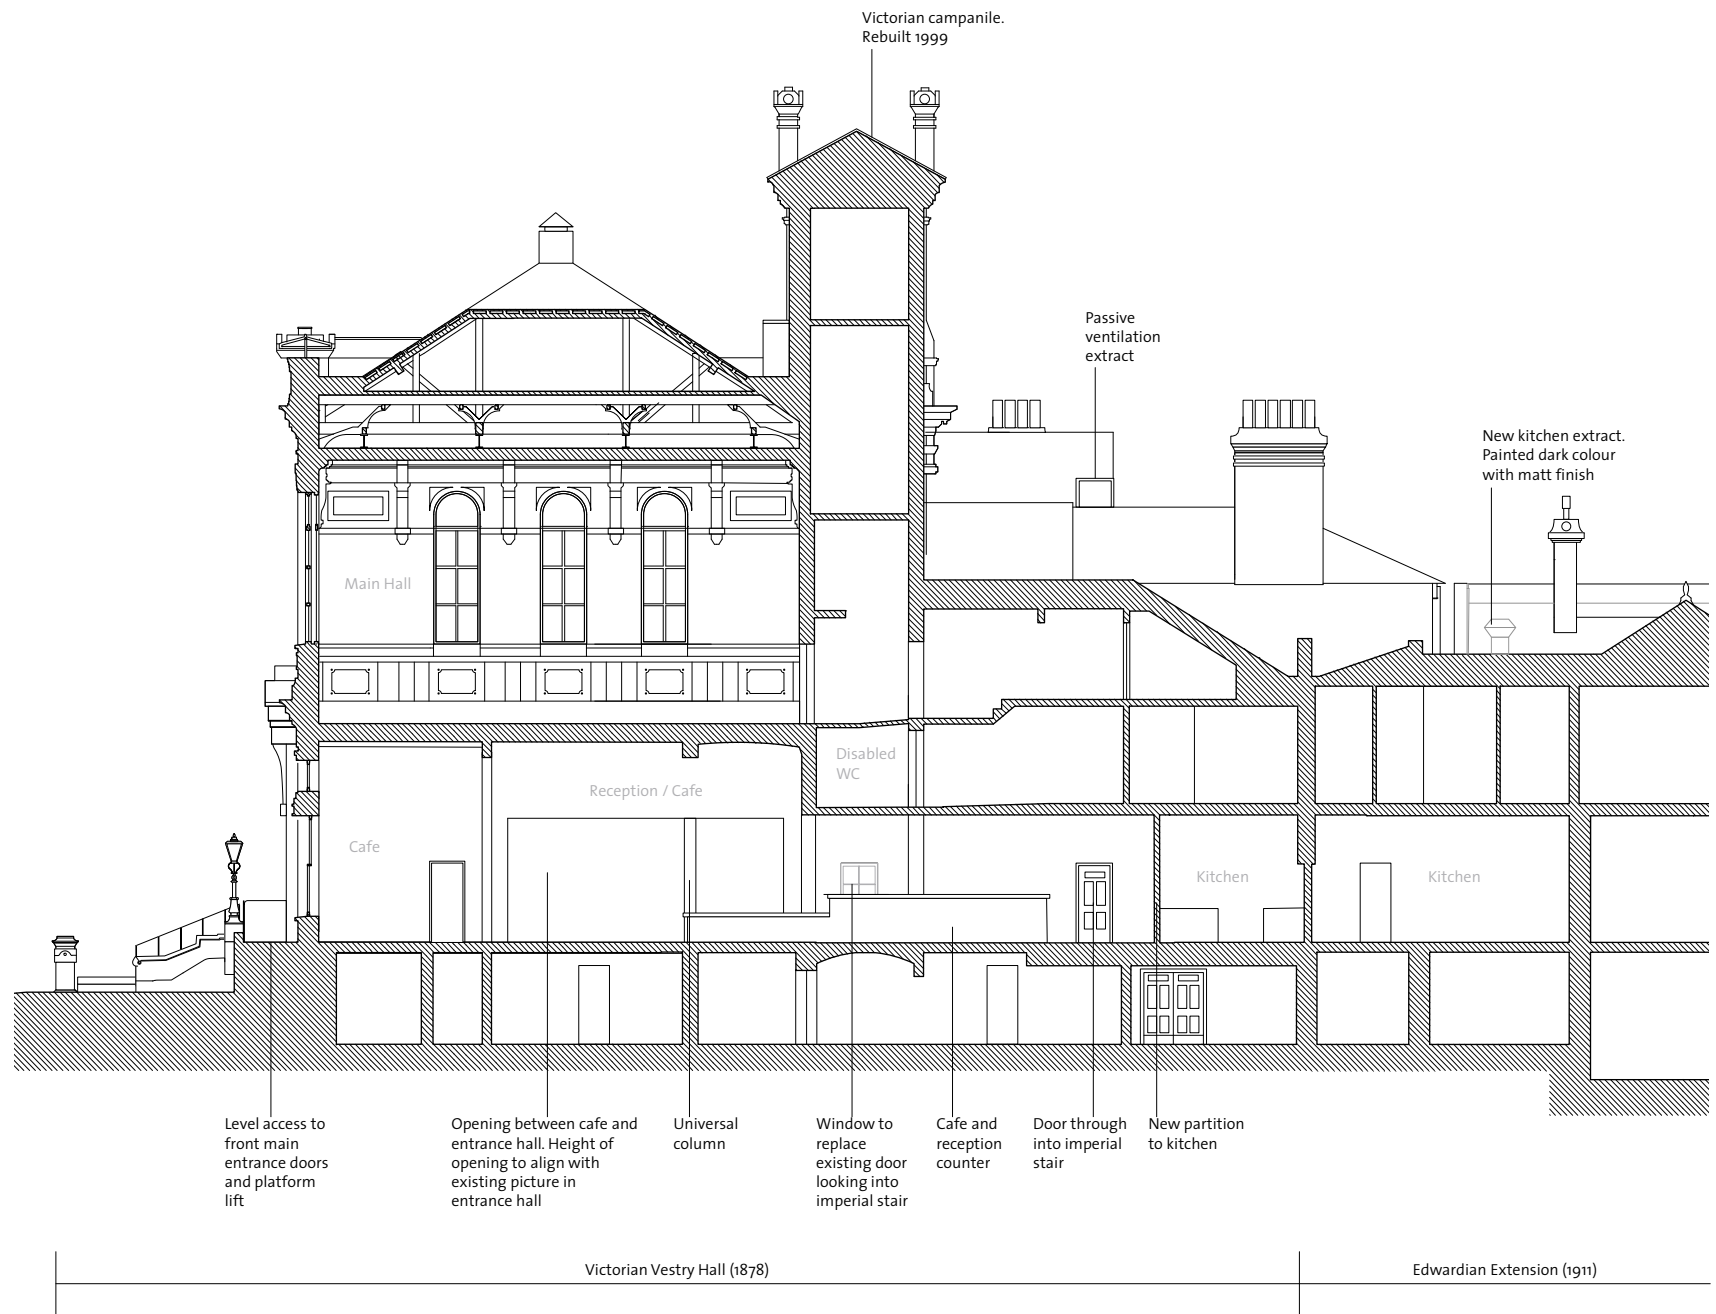 Victorian campanile.
Rebuilt 1999
Passive
ventilation
extract
New kitchen extract.
Painted dark colour
with matt finish
Main Hall
Disabled
WC
Reception / Cafe
Cafe
Kitchen
Kitchen
Level access to
front main
entrance doors
and platform
lift
Opening between cafe and
entrance hall. Height of
opening to align with
existing picture in
entrance hall
Universal
column
Window to
replace
existing door
looking into
imperial stair
Cafe and
reception
counter
Door through
into imperial
stair
New partition
to kitchen
Victorian Vestry Hall (1878)
Edwardian Extension (1911)